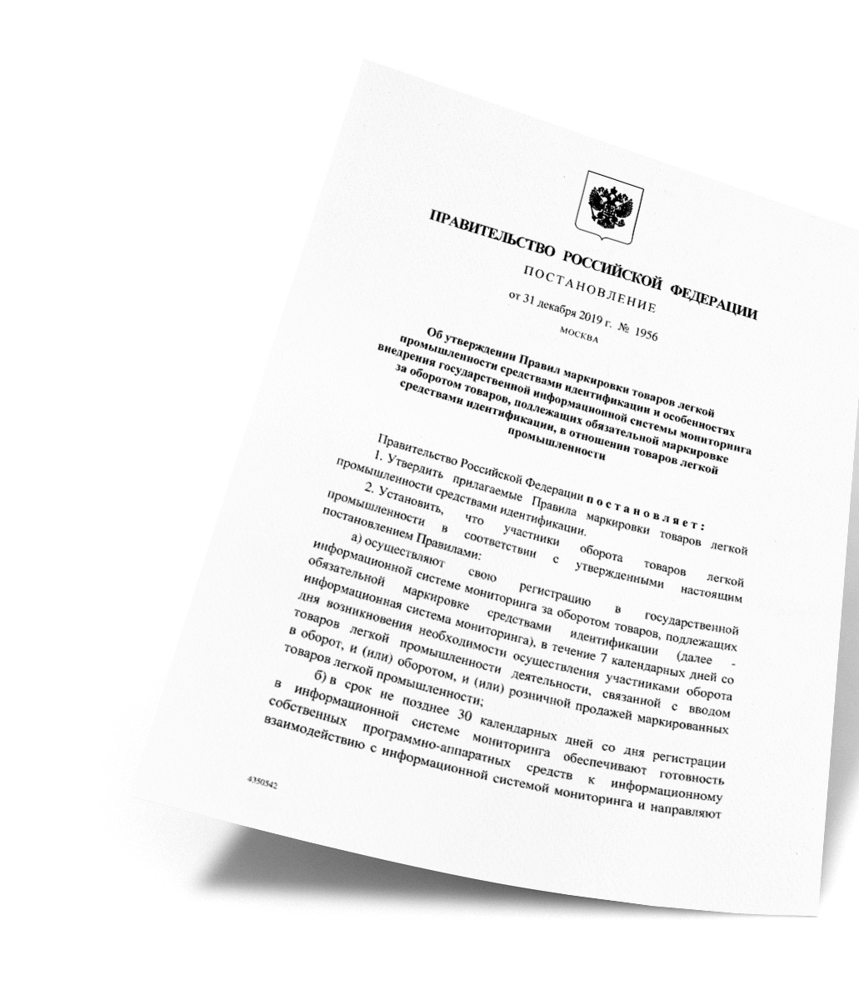 ПРАВИТЕЛЬСТВО РОССИЙСКОЙ ФЕДЕРАЦИИ
ПОСТАНОВЛЕНИЕ
от 31 декабря 2019 г. № 1956
МОСКВА
Об утверждении Правил маркировки товаров легкой
промышленности средствами идентификации и особенностях
внедрения государственной информационной системы мониторинга
за оборотом товаров, подлежащих обязательной маркировке
средствами идентификации, в отношении товаров легкой
промышленности
Правительство Российской Федерации постановляет:
1. Утвердить прилагаемые Правила маркировки товаров легкой
промышленности средствами идентификации.
2. Установить, что участники оборота товаров легкой
промышленности в соответствии с утвержденными настоящим
постановлением Правилами:
а) осуществляют свою регистрацию в государственной
информационной системе мониторинга за оборотом товаров, подлежащих
обязательной маркировке средствами идентификации (далее -
информационная система мониторинга), в течение 7 календарных дней со
дня возникновения необходимости осуществления участниками оборота
товаров легкой промышленности деятельности, связанной с вводом
в оборот, и (или) оборотом, и (или) розничной продажей маркированных
товаров легкой промышленности;
б) в срок не позднее 30 календарных дней со дня регистрации
в информационной системе мониторинга обеспечивают готовность
собственных программно-аппаратных средств к информационному
взаимодействию с информационной системой мониторинга и направляют
4350542